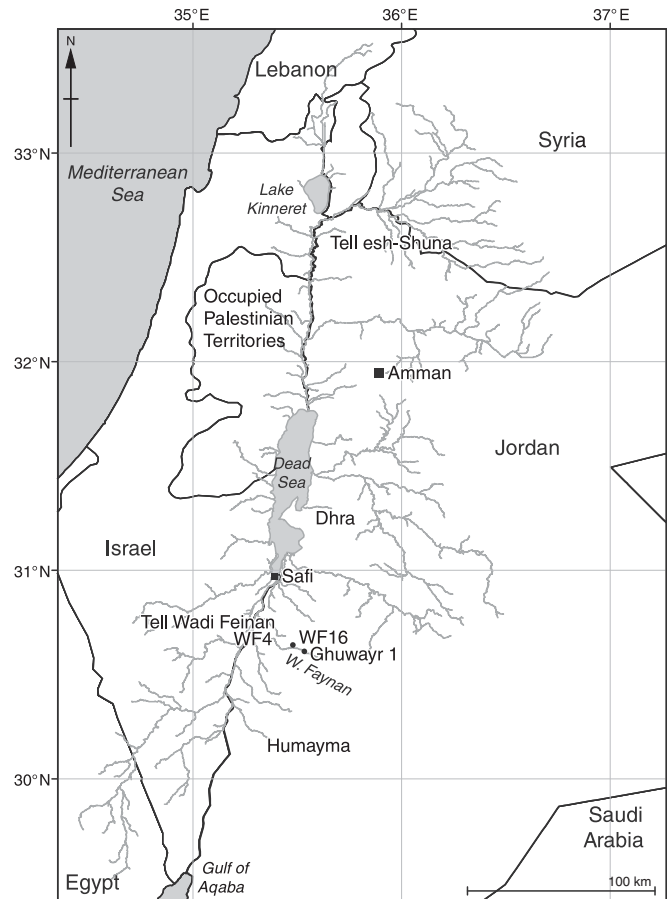 35°E
36°E
37°E
N
Lebanon
33°N
Syria
Mediterranean
Sea
Lake
Kinneret
Tell esh-Shuna
Occupied
Palestinian
Territories
32°N
Amman
Jordan
Dead
Sea
Dhra
Israel
31°N
Safi
Tell Wadi Feinan
WF4
WF16
Ghuwayr 1
W. Faynan
Humayma
30°N
Saudi
Arabia
Gulf of
Aqaba
Egypt
100 km